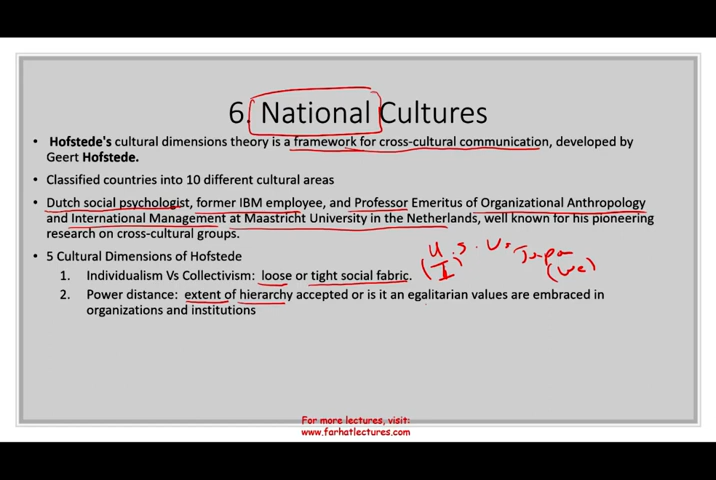 6. National Cultures
• Hofstede's cultural dimensions theory is a framework for cross-cultural communication, developed by
Geert Hofstede.
• Classified countries into 10 different cultural areas
• Dutch social psychologist, former IBM employee, and Professor Emeritus of Organizational Anthropology
and International Management at Maastricht University in the Netherlands, well known for his pioneering
research on cross-cultural groups.
• 5 Cultural Dimensions of Hofstede
U.S. Vs Japan
(I) (we)
1. Individualism Vs Collectivism: loose or tight social fabric.
2. Power distance: extent of hierarchy accepted or is it an egalitarian values are embraced in
organizations and institutions
For more lectures, visit:
www.farhatlectures.com